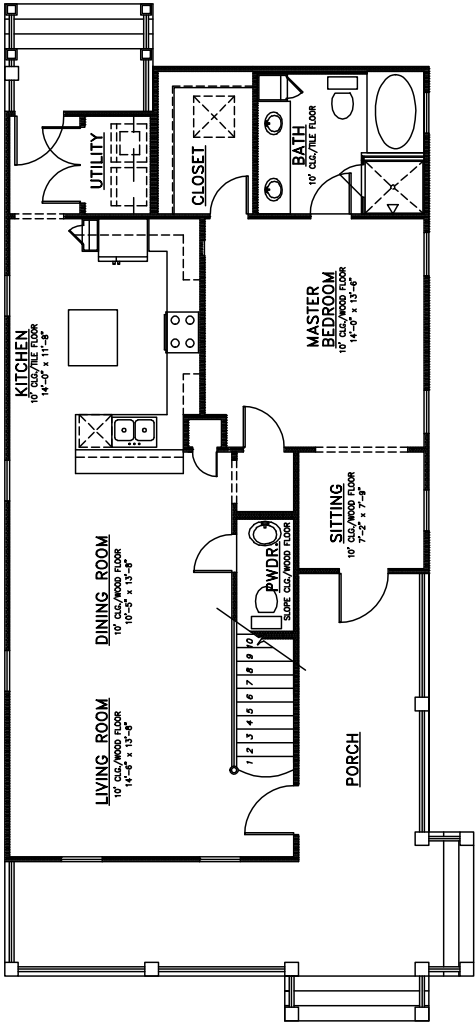 UTILITY
CLOSET
BATH
10' CLG./TILE FLOOR
KITCHEN
10' CLG./TILE FLOOR
14'-0" x 11'-8"
MASTER
BEDROOM
10' CLG./WOOD FLOOR
14'-0" x 13'-6"
SITTING
10' CLG./WOOD FLOOR
7'-2" x 7'-9"
PWDR.
SLOPE CLG./WOOD FLOOR
DINING ROOM
10' CLG./WOOD FLOOR
10'-5" x 13'-8"
LIVING ROOM
10' CLG./WOOD FLOOR
14'-6" x 13'-8"
1 2 3 4 5 6 7 8 9 10
PORCH